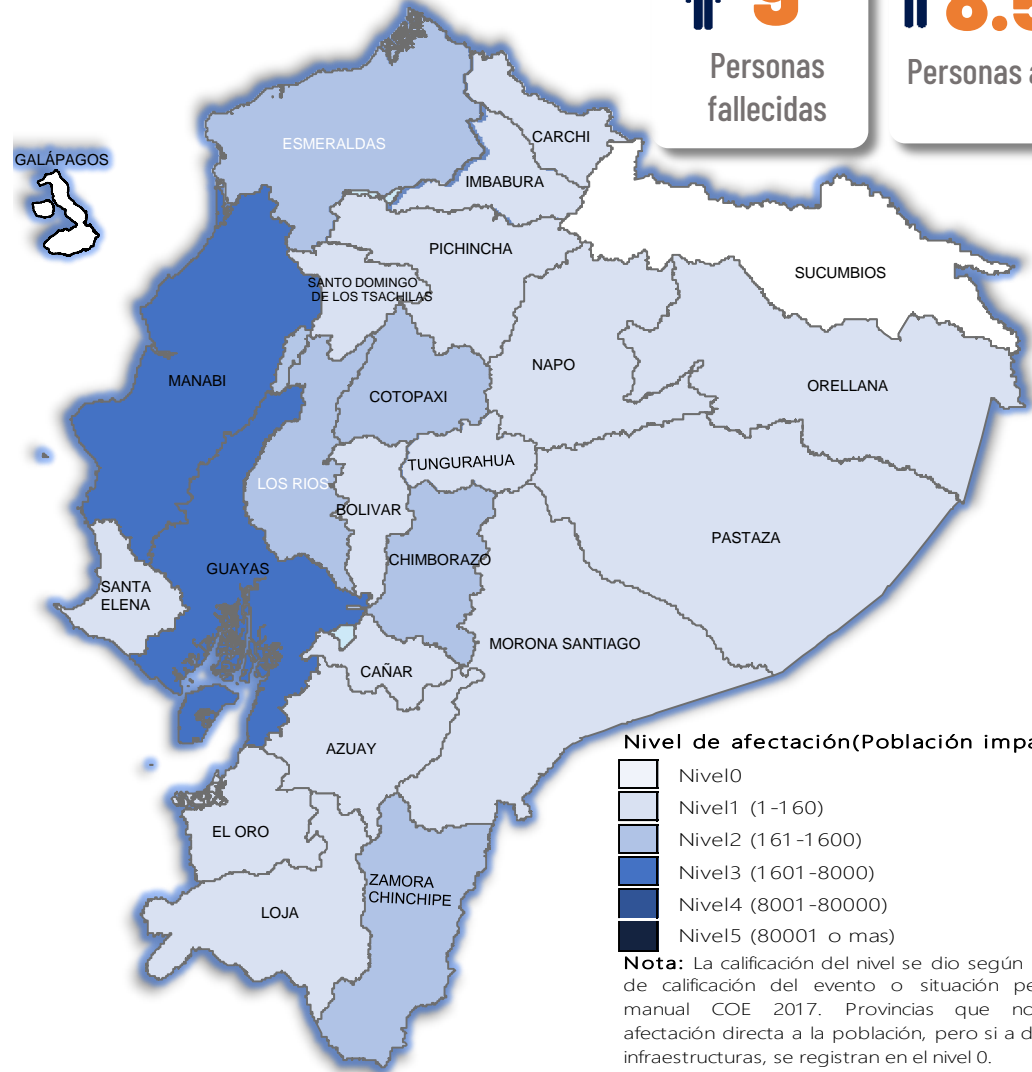 9
Personas
fallecidas
8.5
Personas
GALÁPAGOS
ESMERALDAS
CARCHI
IMBABURA
PICHINCHA
SUCUMBIOS
SANTO DOMINGO
DE LOS TSACHILAS
NAPO
MANABI
COTOPAXI
ORELLANA
TUNGURAHUA
LOS RIOS
BOLIVAR
PASTAZA
CHIMBORAZO
GUAYAS
SANTA
ELENA
MORONA SANTIAGO
CAÑAR
AZUAY
EL ORO
ZAMORA
CHINCHIPE
LOJA
Nivel de afectación(Población
Nivel0
Nivel1 (1-160)
Nivel2 (161-1600)
Nivel3 (1601-8000)
Nivel4 (8001-80000)
Nivel5 (80001 o mas)
Nota: La calificación del nivel se dio según
de calificación del evento o situación
manual COE 2017. Provincias que
afectación directa a la población, pero si a
infraestructuras, se registran en el nivel 0.